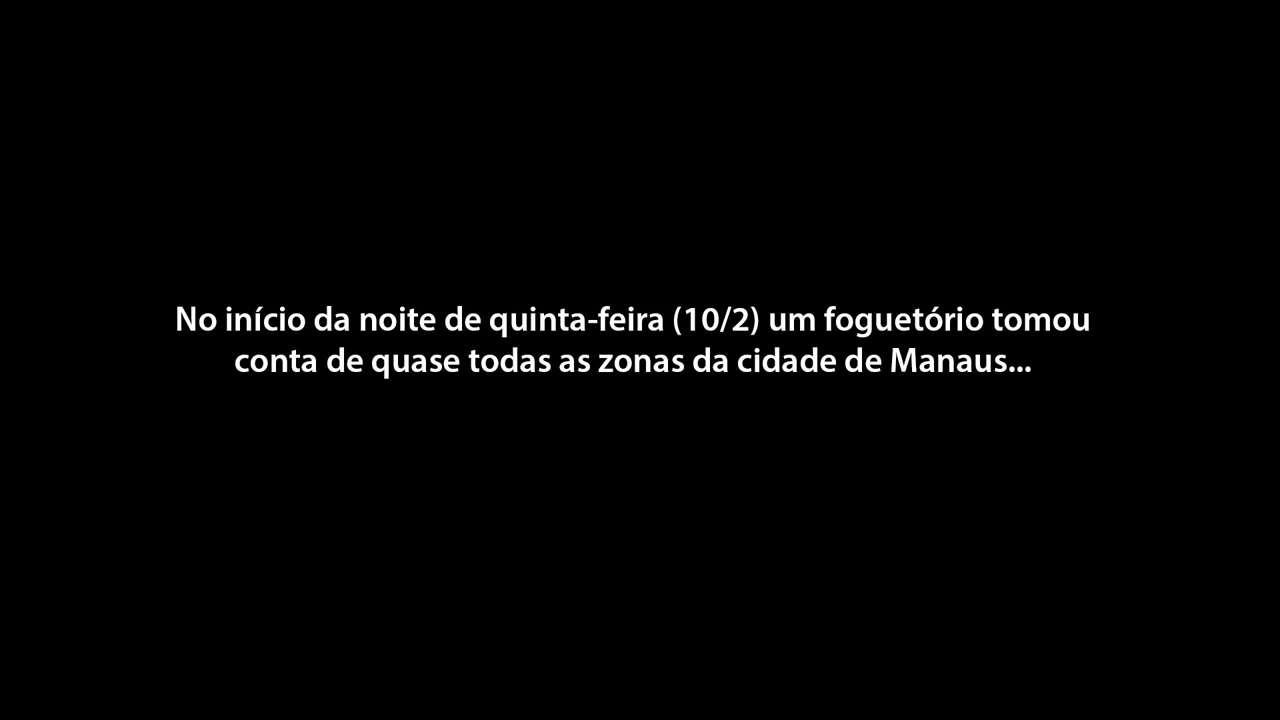 No início da noite de quinta-feira (10/2) um foguetório tomou
conta de quase todas as zonas da cidade de Manaus...